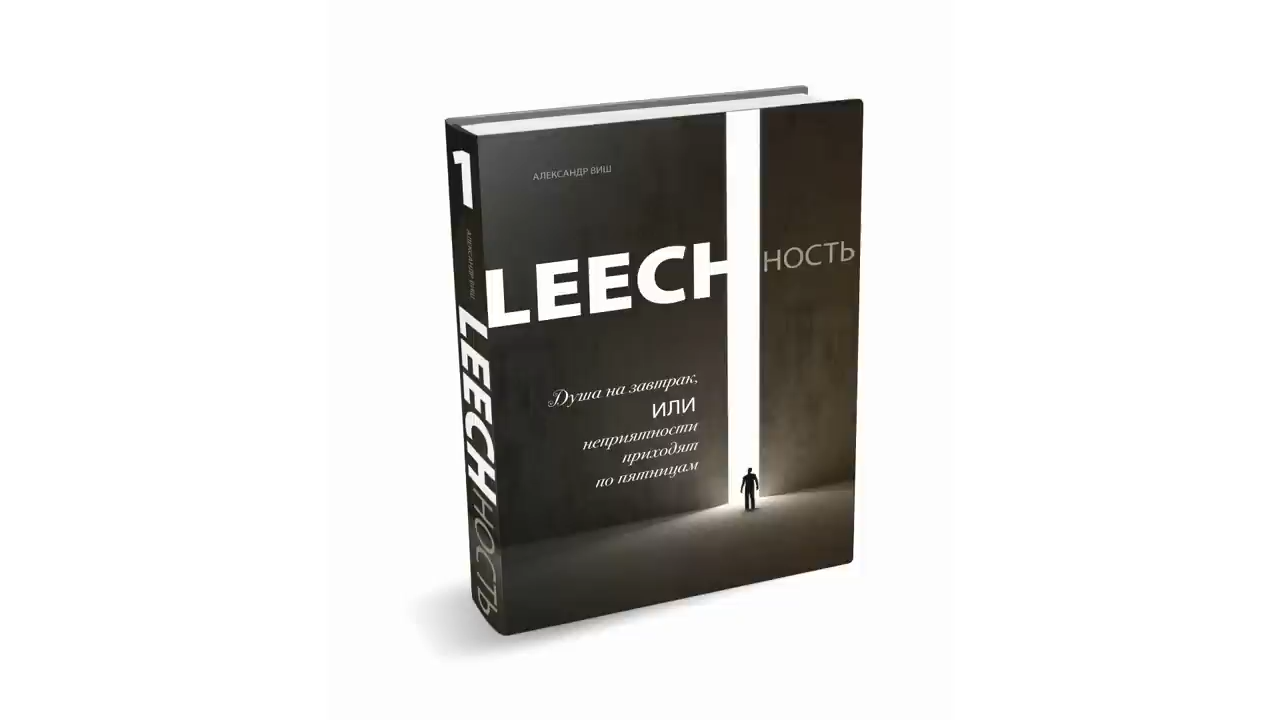 1
АЛЕКСАНДР ВИШ
LEECHНОСТЬ
АЛЕКСАНДР ВИШ
LEECHНОСТЬ
Душа на завтрак,
ИЛИ
неприятности
приходят
по пятницам